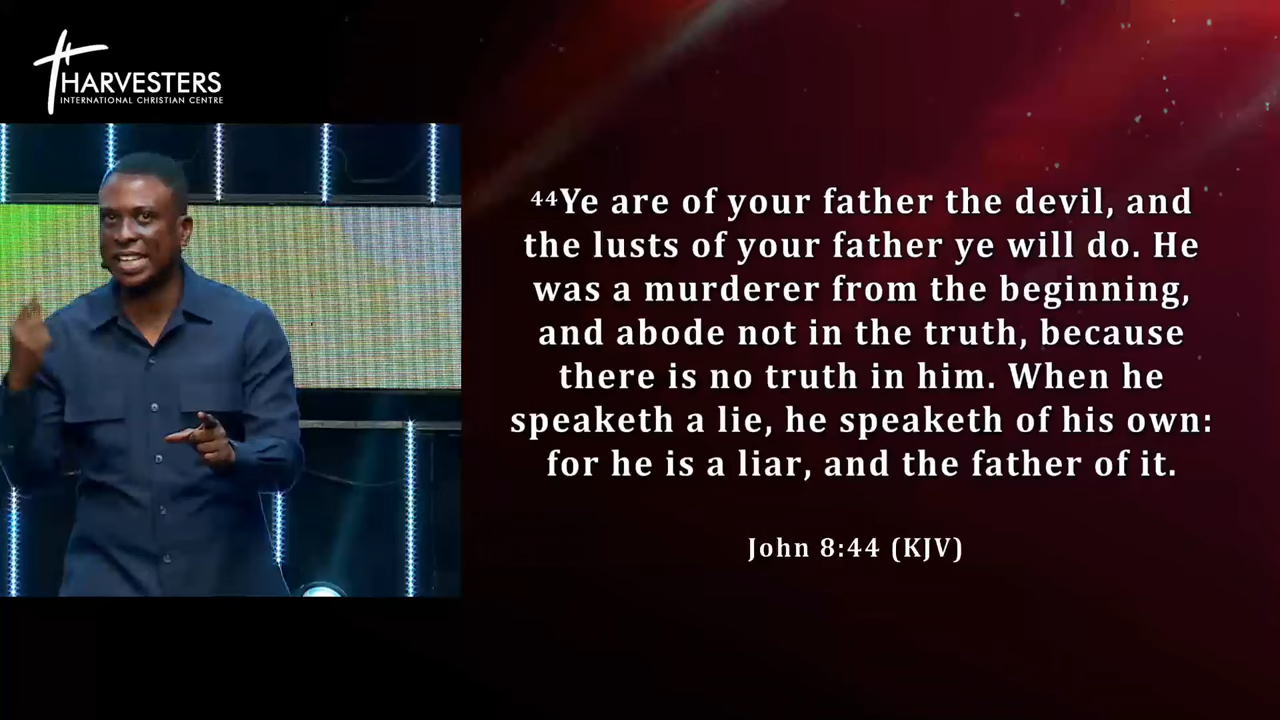 HARVESTERS
INTERNATIONAL CHRISTIAN CENTRE
⁴⁴Ye are of your father the devil, and
the lusts of your father ye will do. He
was a murderer from the beginning,
and abode not in the truth, because
there is no truth in him. When he
speaketh a lie, he speaketh of his own:
for he is a liar, and the father of it.
John 8:44 (KJV)